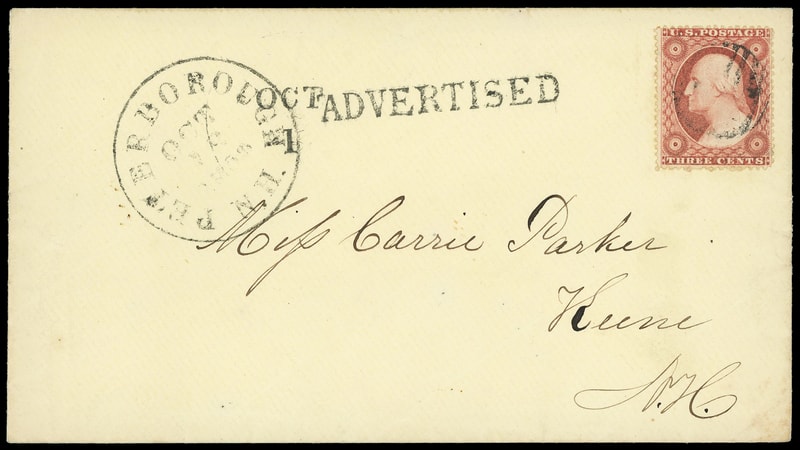 PETERBOROUGH N.H.
OCT
OCT
1
ADVERTISED
U.S. POSTAGE
THREE CENTS
Miſs Carrie Parker
Keene
N.H.